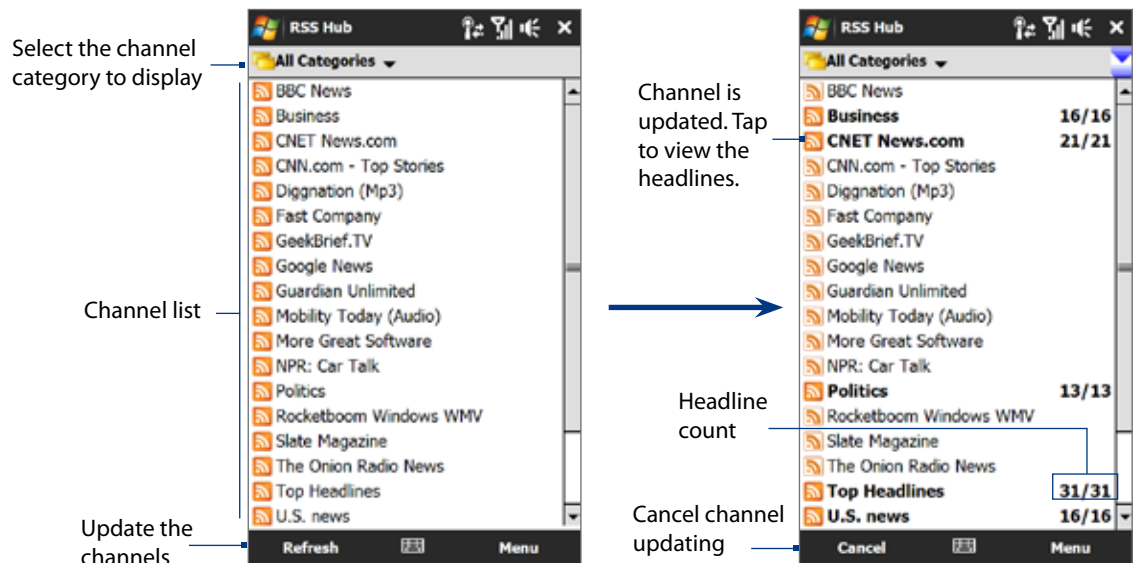 RSS Hub
Select the channel
category to display
All Categories
BBC News
Business
CNET News.com
CNN.com - Top Stories
Diggnation (Mp3)
Fast Company
GeekBrief.TV
Google News
Guardian Unlimited
Channel list
Mobility Today (Audio)
More Great Software
NPR: Car Talk
Politics
Rocketboom Windows WMV
Slate Magazine
The Onion Radio News
Top Headlines
U.S. news
Update the
channels
Refresh
Menu
RSS Hub
All Categories
Channel is
updated. Tap
to view the
headlines.
BBC News
Business 16/16
CNET News.com 21/21
CNN.com - Top Stories
Diggnation (Mp3)
Fast Company
GeekBrief.TV
Google News
Guardian Unlimited
Mobility Today (Audio)
More Great Software
NPR: Car Talk
Politics 13/13
Headline
count
Rocketboom Windows WMV
Slate Magazine
The Onion Radio News
Top Headlines 31/31
U.S. news 16/16
Cancel channel
updating
Cancel
Menu